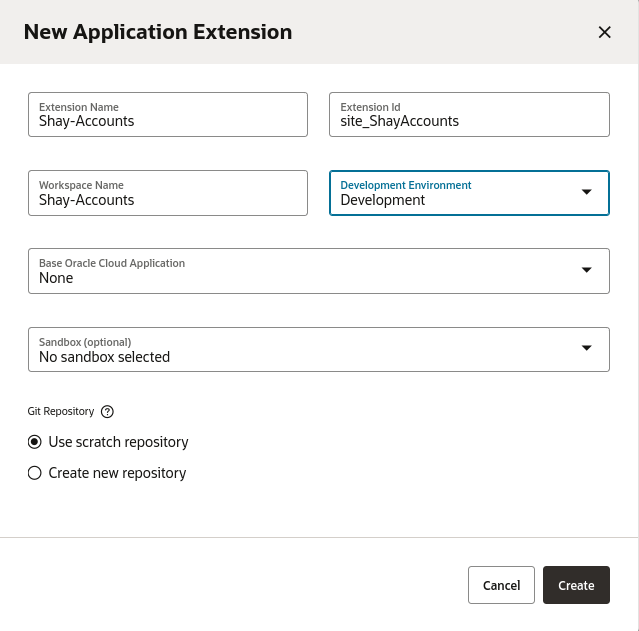 New Application Extension
Extension Name
Shay-Accounts
Extension Id
site_ShayAccounts
Workspace Name
Shay-Accounts
Development Environment
Development
Base Oracle Cloud Application
None
Sandbox (optional)
No sandbox selected
Git Repository
Use scratch repository
Create new repository
Cancel
Create